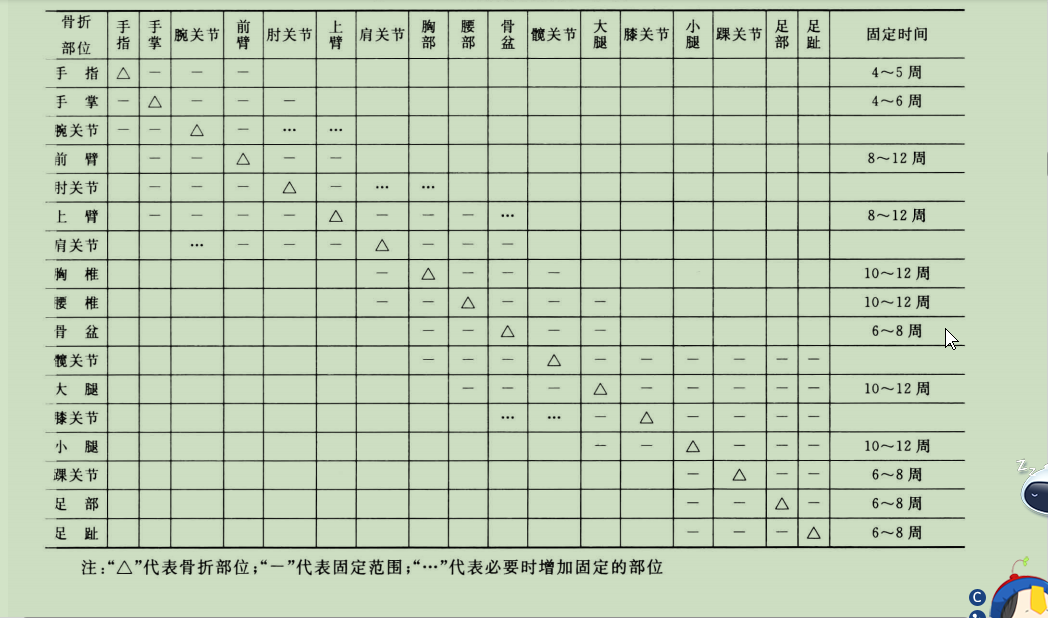 骨折部位 手指 手掌 腕关节 前臂 肘关节 上臂 肩关节 胸部 腰部 骨盆 髋关节 大腿 膝关节 小腿 踝关节 足部 足趾 固定时间
手指 △ — — — 4～5周
手掌 — △ — — — 4～6周
腕关节 — — △ — … …
前臂 — — △ — — 8～12周
肘关节 — — — △ — … …
上臂 — — — — △ — — — … 8～12周
肩关节 … — — — △ — — —
胸椎 — △ — — — 10～12周
腰椎 — — △ — — — 10～12周
骨盆 — — △ — — 6～8周
髋关节 — — — △ — — — — — —
大腿 — — — △ — — — — — 10～12周
膝关节 … … — △ — — — —
小腿 — — △ — — — 10～12周
踝关节 — △ — — 6～8周
足部 — — △ — 6～8周
足趾 — — — △ 6～8周
注:“△”代表骨折部位;“—”代表固定范围;“…”代表必要时增加固定的部位
Z
Z
C